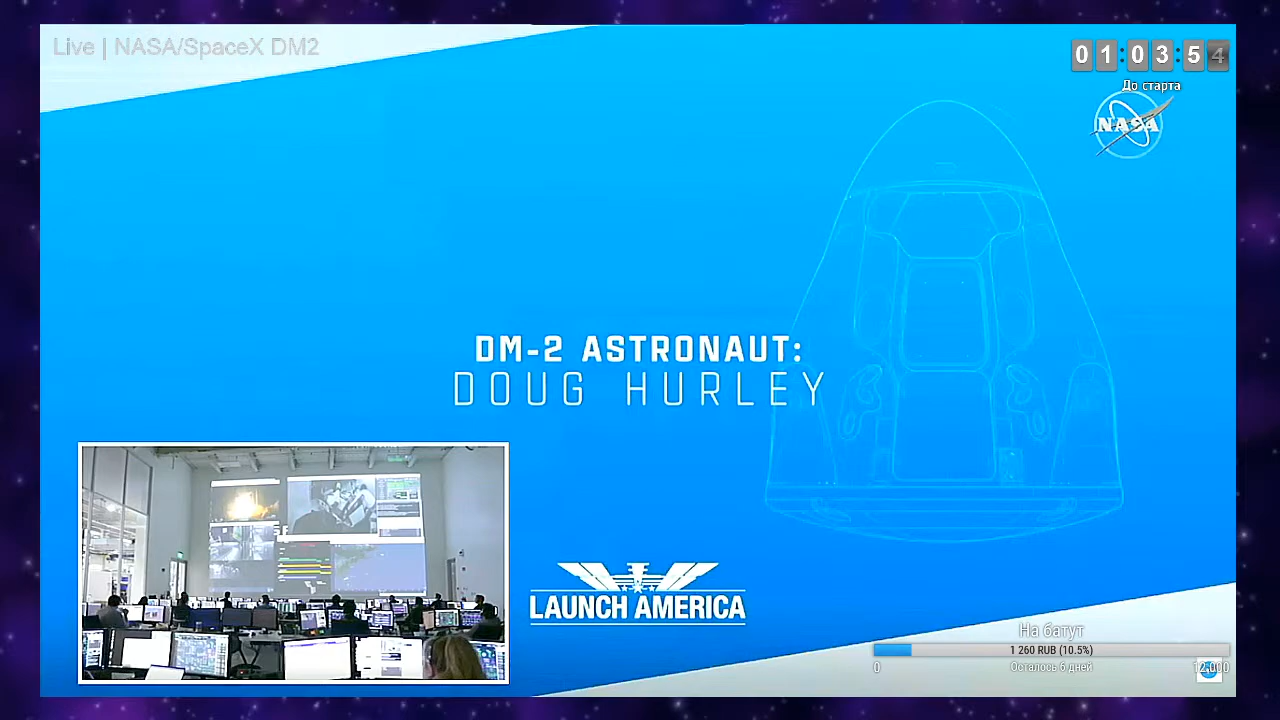 Live | NASA/SpaceX DM2
01:03:54
До старта
NASA
DM-2 ASTRONAUT:
DOUG HURLEY
LAUNCH AMERICA
На батут
1 260 RUB (10.5%)
0
Осталось 6 дней
12,000